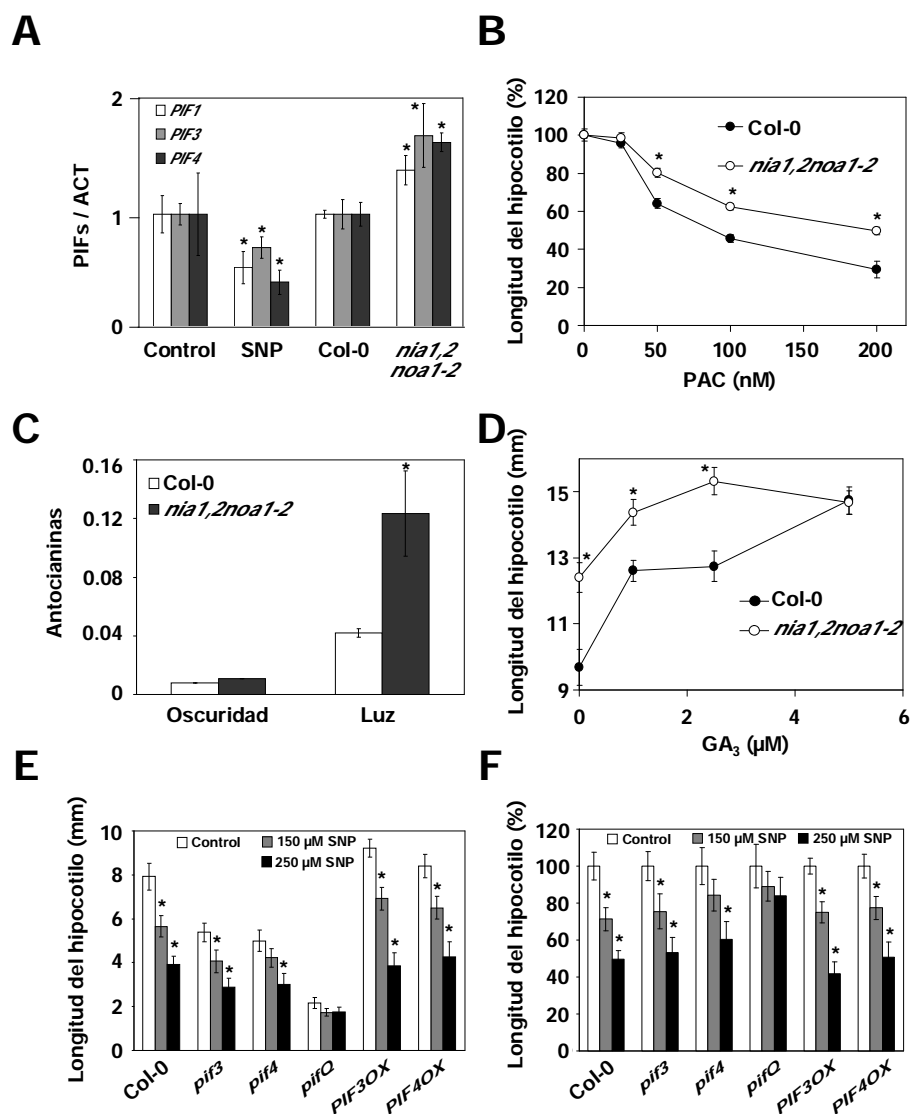 A
PIFs / ACT
2
1
0
PIF1
PIF3
PIF4
* * *
* * *
Control SNP Col-0 nia1,2 noa1-2
B
Longitud del hipocotilo (%)
120
100
80
60
40
20
0
Col-0
nia1,2noa1-2
* * *
0 50 100 150 200
PAC (nM)
C
Antocianinas
0.16
0.12
0.04
0
Col-0
nia1,2noa1-2
*
Oscuridad Luz
D
Longitud del hipocotilo (mm)
15
13
11
9
* * *
Col-0
nia1,2noa1-2
0 2 4 6
GA3 (µM)
E
Longitud del hipocotilo (mm)
10
8
6
4
2
0
Control
150 µM SNP
250 µM SNP
* * * * * * * * *
Col-0 pif3 pif4 pifQ PIF3OX PIF4OX
F
Longitud del hipocotilo (%)
120
100
80
60
40
20
0
Control
150 µM SNP
250 µM SNP
* * * * * * * * *
Col-0 pif3 pif4 pifQ PIF3OX PIF4OX